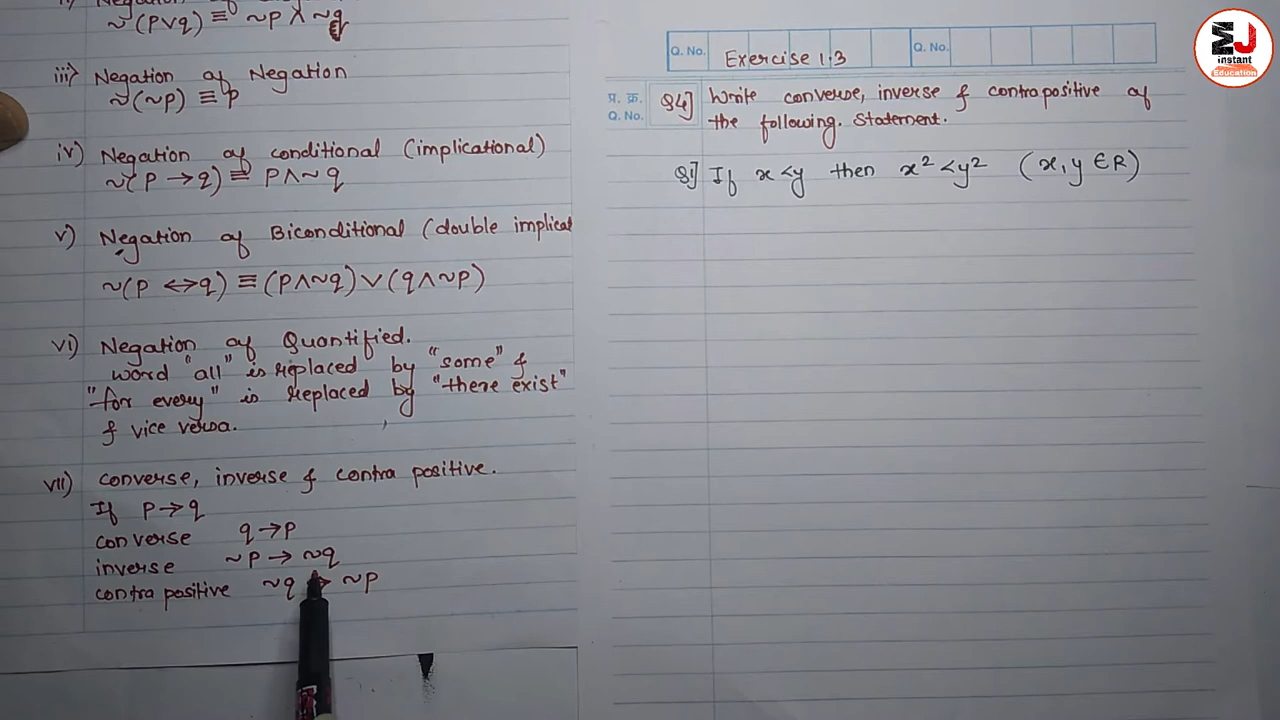 ~(p∨q) ≡ ~p ∧ ~q
iii) Negation of Negation
~(~p) ≡ p
iv) Negation of conditional (implicational)
~(p → q) ≡ p∧~q
v) Negation of Biconditional (double implicat
~(p ↔ q) ≡ (p∧~q) ∨ (q∧~p)
vi) Negation of Quantified.
word "all" is replaced by "some" &
"for every" is replaced by "there exist"
& vice versa.
vii) converse, inverse & contra positive.
If p→q
converse q→p
inverse ~p → ~q
contra positive ~q → ~p
Q. No. Exercise 1.3 Q. No.
प्र. क्र.
Q. No.
Q4] Write converse, inverse & contrapositive of
the following. statement.
Q1] If x<y then x² < y² (x, y ∈ R)
MJ
instant
Education